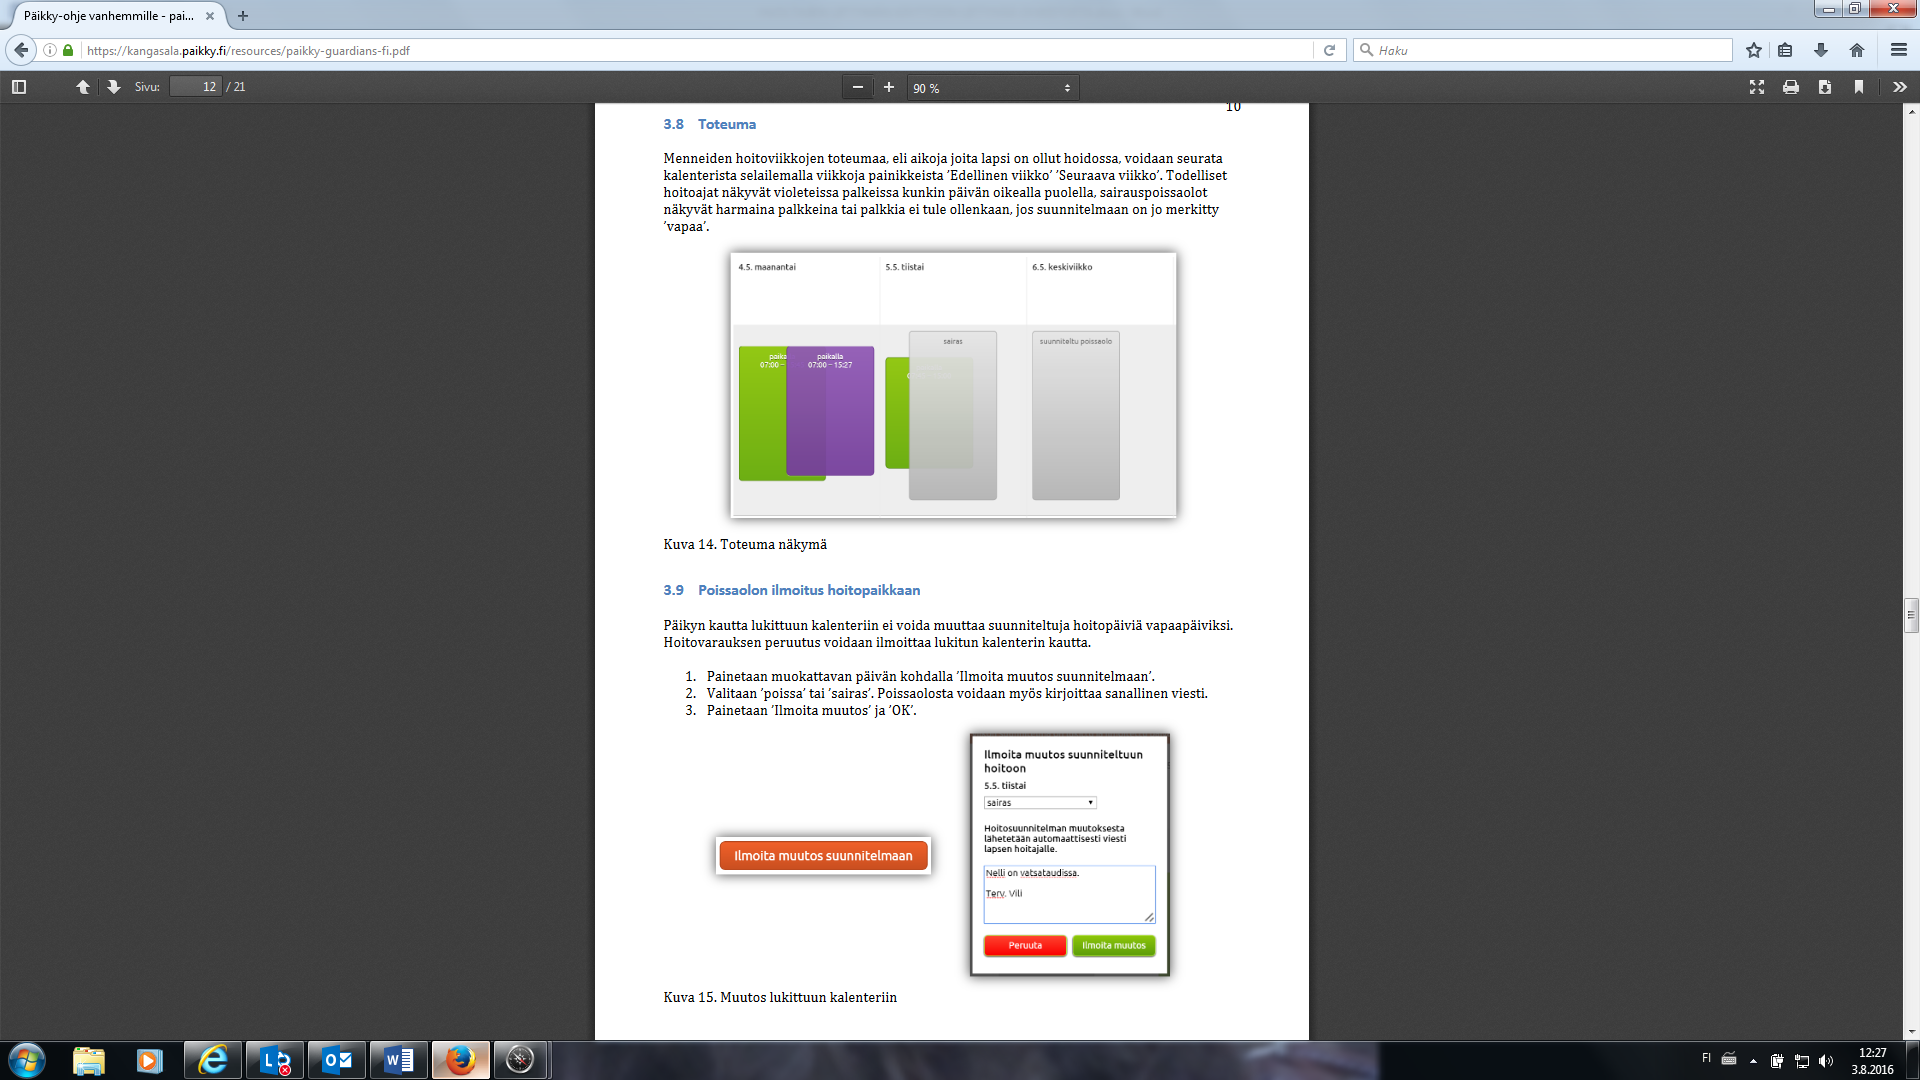 Päikky-ohje vanhemmille - pai...
https://kangasala.paikky.fi/resources/paikky-guardians-fi.pdf
Haku
Sivu: 12 / 21
90 %
10
3.8 Toteuma
Menneiden hoitoviikkojen toteumaa, eli aikoja joita lapsi on ollut hoidossa, voidaan seurata
kalenterista selailemalla viikkoja painikkeista ’Edellinen viikko’ ’Seuraava viikko’. Todelliset
hoitoajat näkyvät violeteissa palkeissa kunkin päivän oikealla puolella, sairauspoissaolot
näkyvät harmaina palkkeina tai palkkia ei tule ollenkaan, jos suunnitelmaan on jo merkitty
’vapaa’.
4.5. maanantai 5.5. tiistai 6.5. keskiviikko
paika paikalla sairas suunniteltu poissaolo
07:00 – 07:00 – 15:27
Kuva 14. Toteuma näkymä
3.9 Poissaolon ilmoitus hoitopaikkaan
Päikyn kautta lukittuun kalenteriin ei voida muuttaa suunniteltuja hoitopäiviä vapaapäiviksi.
Hoitovarauksen peruutus voidaan ilmoittaa lukitun kalenterin kautta.
1. Painetaan muokattavan päivän kohdalla ’Ilmoita muutos suunnitelmaan’.
2. Valitaan ’poissa’ tai ’sairas’. Poissaolosta voidaan myös kirjoittaa sanallinen viesti.
3. Painetaan ’Ilmoita muutos’ ja ’OK’.
Ilmoita muutos suunnitelmaan
Ilmoita muutos suunniteltuun
hoitoon
5.5. tiistai
sairas
Hoitosuunnitelman muutoksesta
lähetetään automaattisesti viesti
lapsen hoitajalle.
Nelli on vatsataudissa.
Terv. Vili
Peruuta Ilmoita muutos
Kuva 15. Muutos lukittuun kalenteriin
FI
12:27
3.8.2016